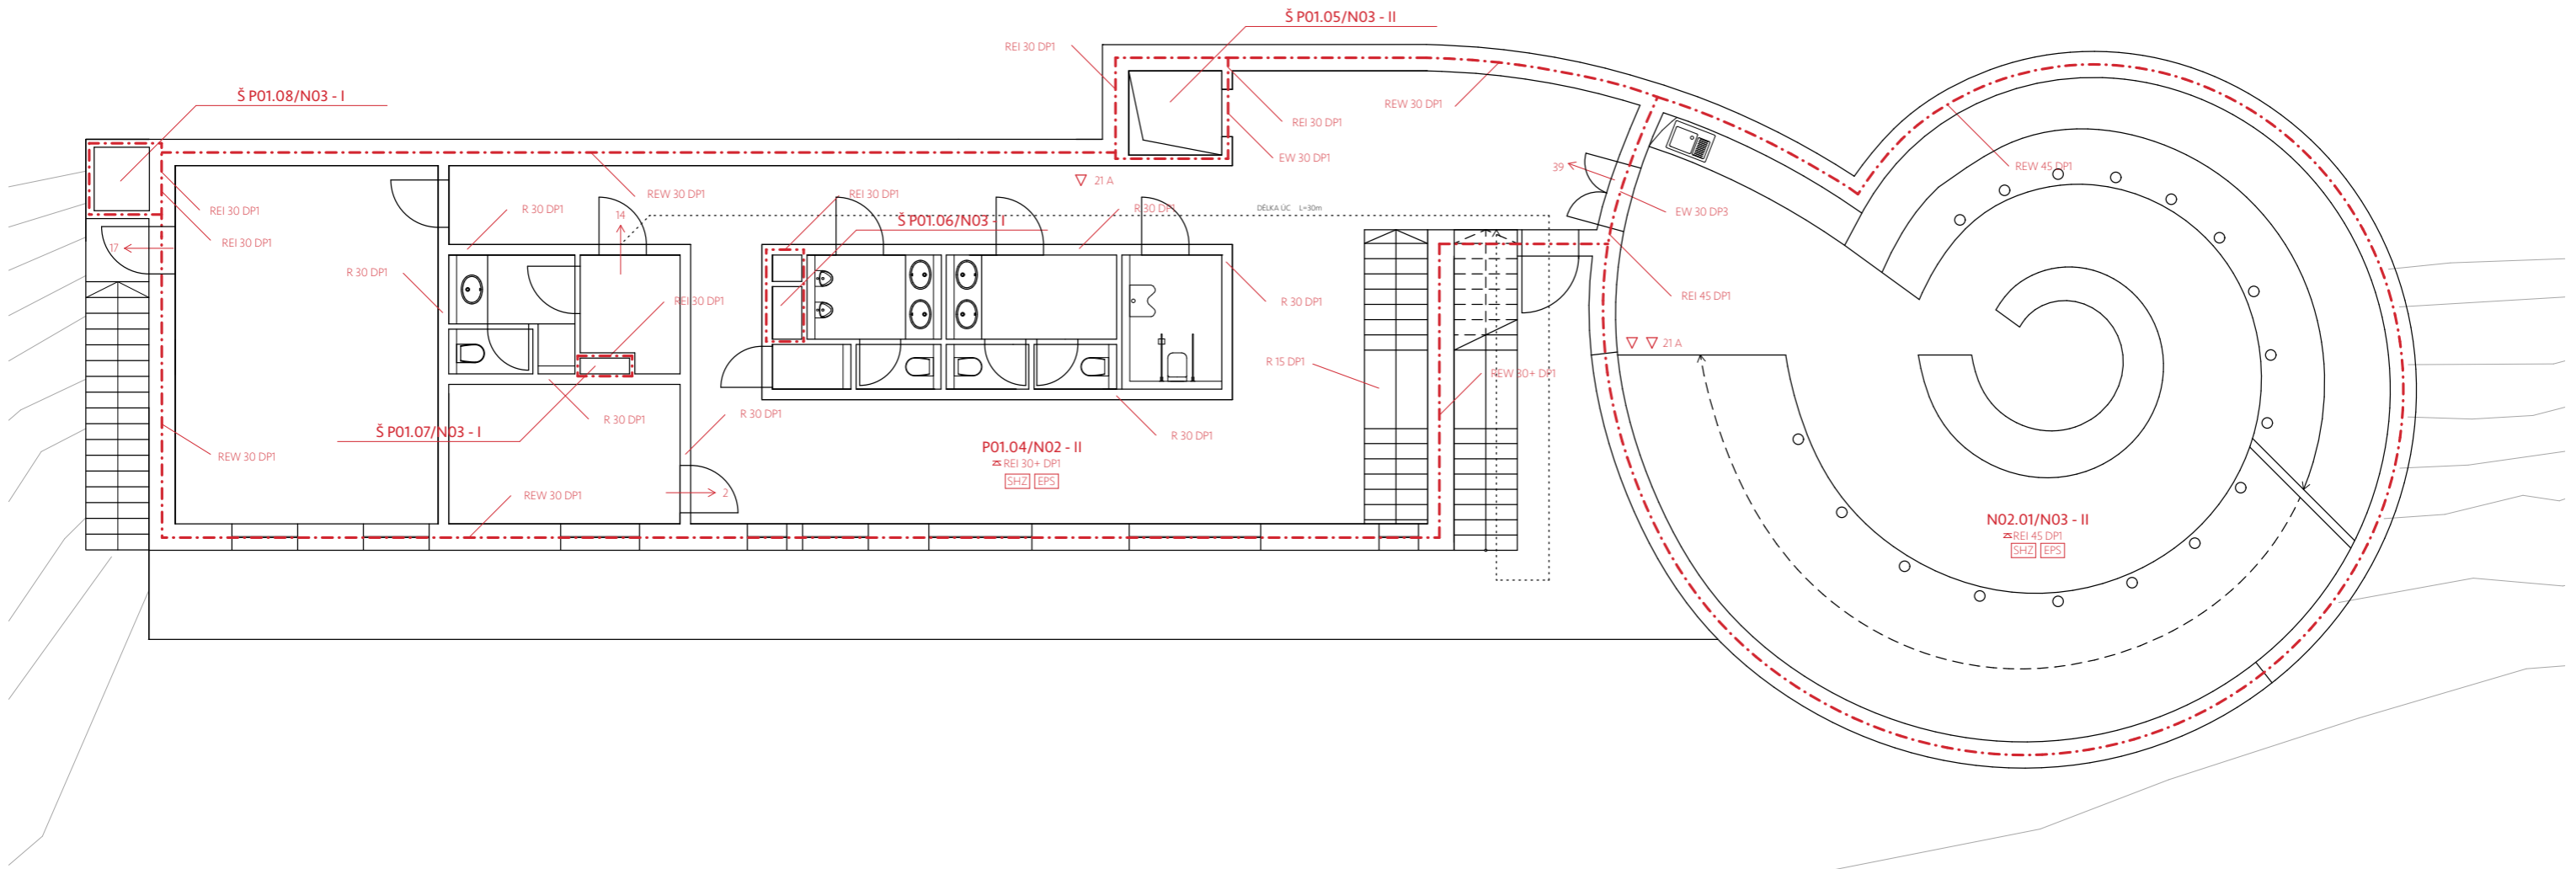 Š P01.05/N03 - II
REI 30 DP1
Š P01.08/N03 - I
REW 30 DP1
REI 30 DP1
EW 30 DP1
39
REW 45 DP1
21 A
REW 30 DP1
REI 30 DP1
R 30 DP1
R 30 DP1
REI 30 DP1
14
DÉLKA ÚC L=30m
EW 30 DP3
Š P01.06/N03 - I
17
REI 30 DP1
R 30 DP1
REI 30 DP1
R 30 DP1
REI 45 DP1
21 A
R 15 DP1
REW 30+ DP1
R 30 DP1
R 30 DP1
Š P01.07/N03 - I
R 30 DP1
P01.04/N02 - II
REI 30+ DP1
SHZ EPS
REW 30 DP1
REW 30 DP1
2
N02.01/N03 - II
REI 45 DP1
SHZ EPS